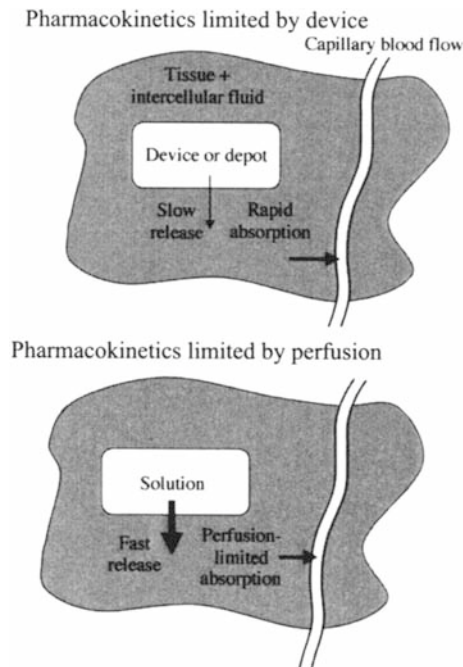 Pharmacokinetics limited by device
Capillary blood flow
Tissue +
intercellular fluid
Device or depot
Slow
release
Rapid
absorption
Pharmacokinetics limited by perfusion
Solution
Fast
release
Perfusion-
limited
absorption